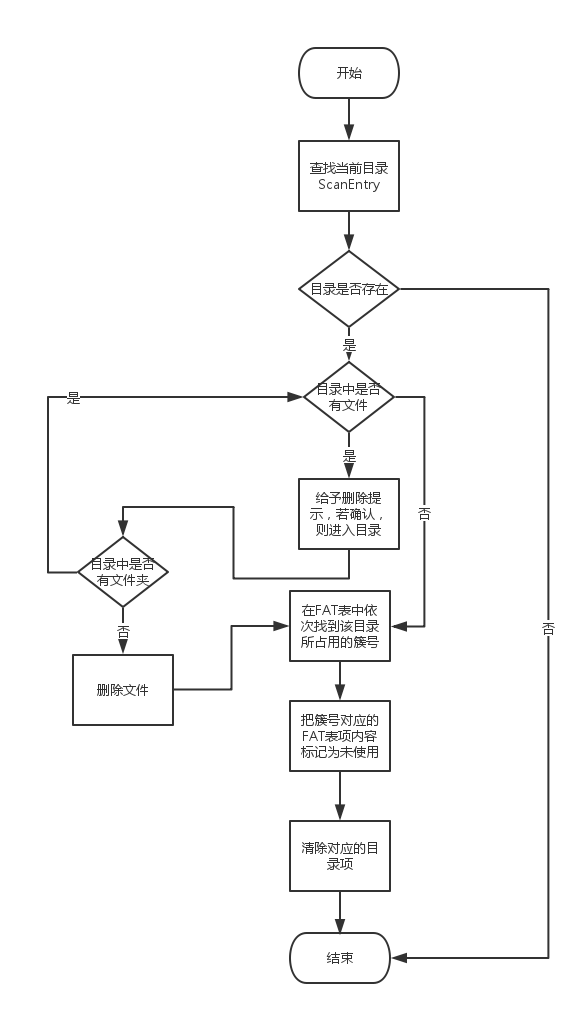 开始
查找当前目录
ScanEntry
目录是否存在
是
目录中是否
有文件
是
是
给予删除提
示，若确认，
则进入目录
否
目录中是否
有文件夹
否
在FAT表中依
次找到该目录
所占用的簇号
否
删除文件
把簇号对应的
FAT表项内容
标记为未使用
清除对应的目
录项
结束